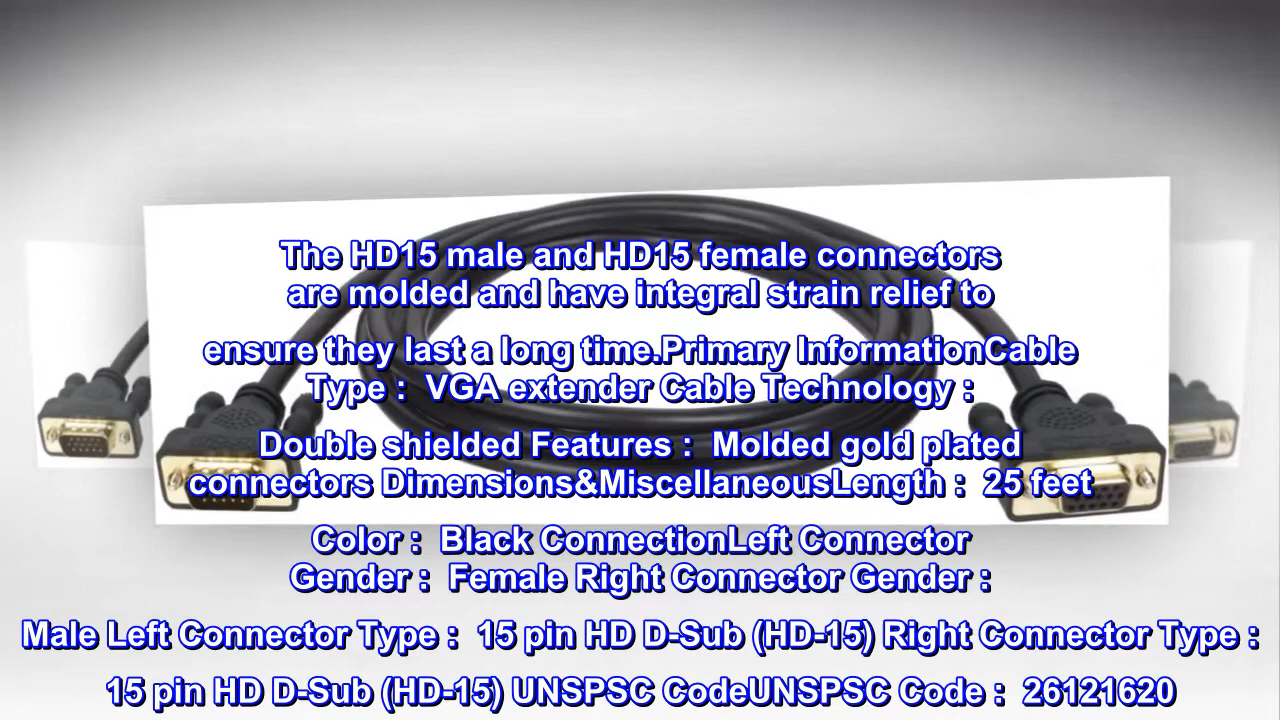 The HD15 male and HD15 female connectors
are molded and have integral strain relief to
ensure they last a long time.Primary InformationCable
Type :  VGA extender Cable Technology :
Double shielded Features :  Molded gold plated
connectors Dimensions&MiscellaneousLength :  25 feet
Color :  Black ConnectionLeft Connector
Gender :  Female Right Connector Gender :
Male Left Connector Type :  15 pin HD D-Sub (HD-15) Right Connector Type :
15 pin HD D-Sub (HD-15) UNSPSC CodeUNSPSC Code :  26121620